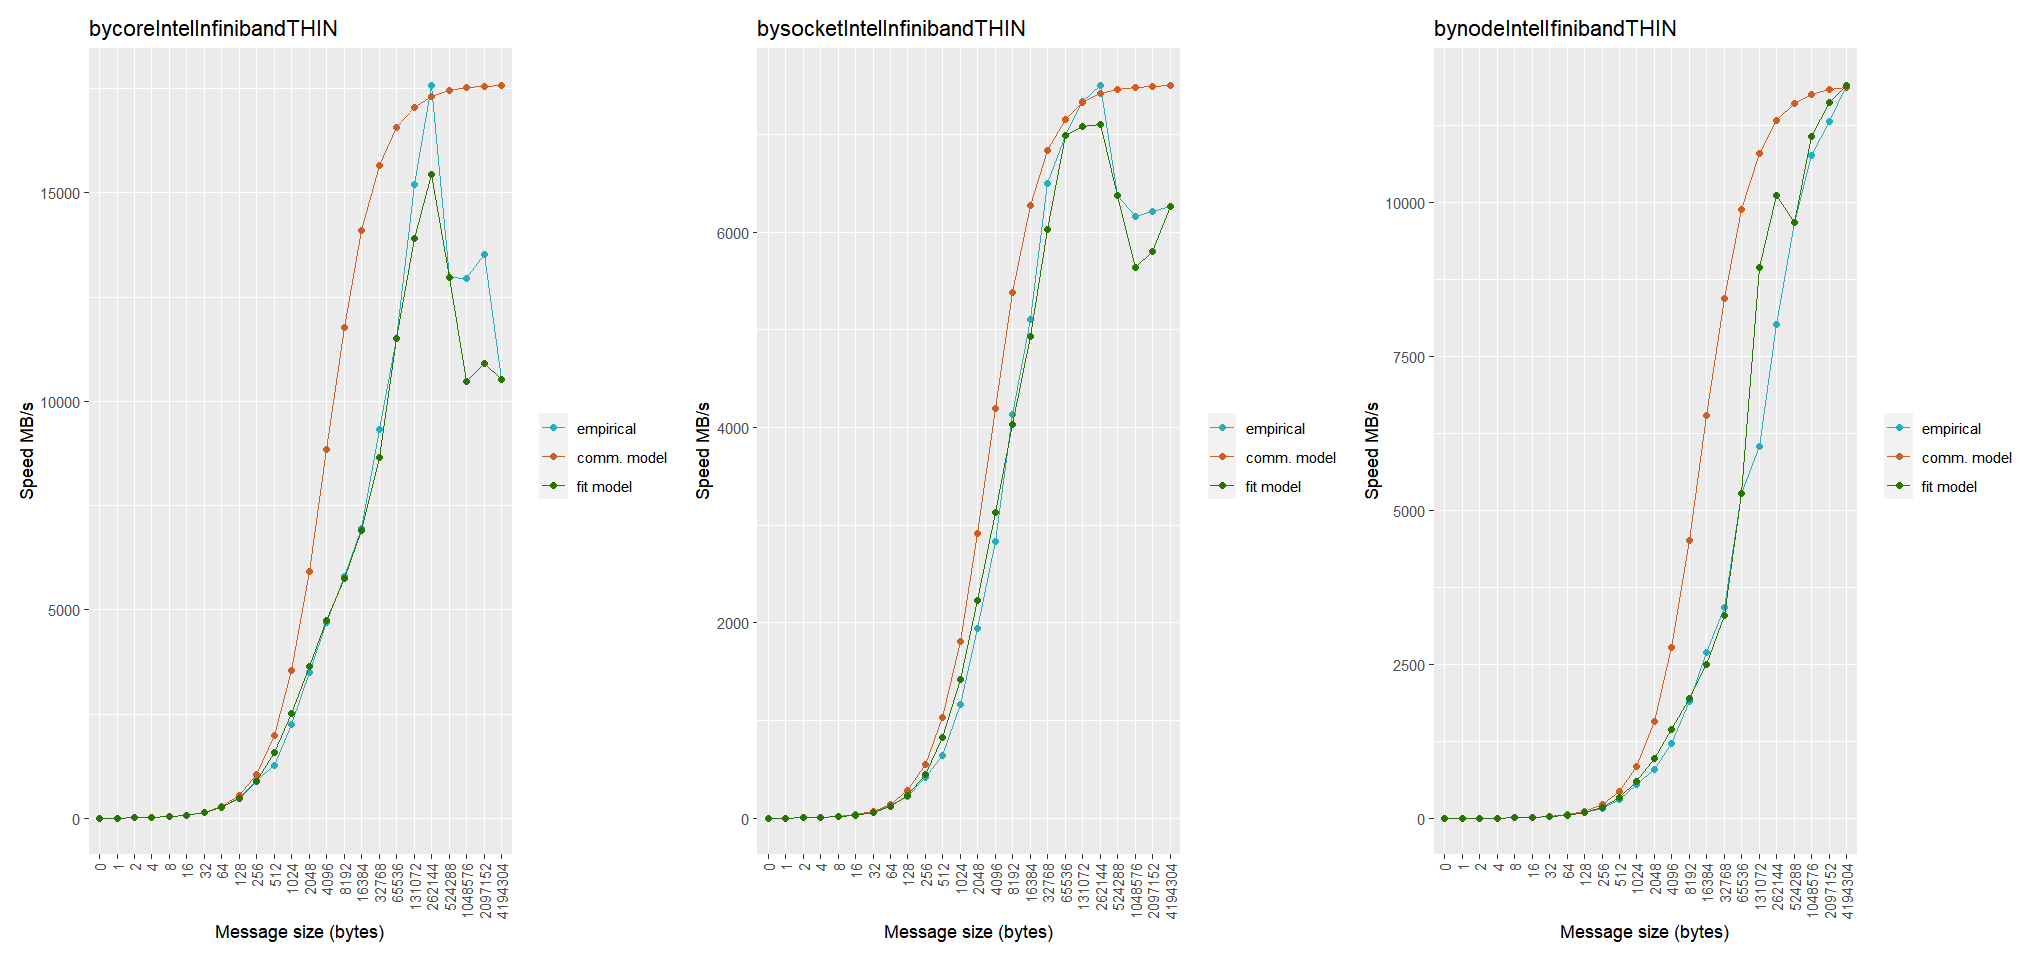 bycoreIntelInfinibandTHIN
Speed MB/s
15000
10000
5000
0
0 1 2 4 8 16 32 64 128 256 512 1024 2048 4096 8192 16384 32768 65536 131072 262144 524288 1048576 2097152 4194304
Message size (bytes)
empirical
comm. model
fit model
bysocketIntelInfinibandTHIN
Speed MB/s
6000
4000
2000
0
0 1 2 4 8 16 32 64 128 256 512 1024 2048 4096 8192 16384 32768 65536 131072 262144 524288 1048576 2097152 4194304
Message size (bytes)
empirical
comm. model
fit model
bynodeIntelIfinibandTHIN
Speed MB/s
10000
7500
5000
2500
0
0 1 2 4 8 16 32 64 128 256 512 1024 2048 4096 8192 16384 32768 65536 131072 262144 524288 1048576 2097152 4194304
Message size (bytes)
empirical
comm. model
fit model